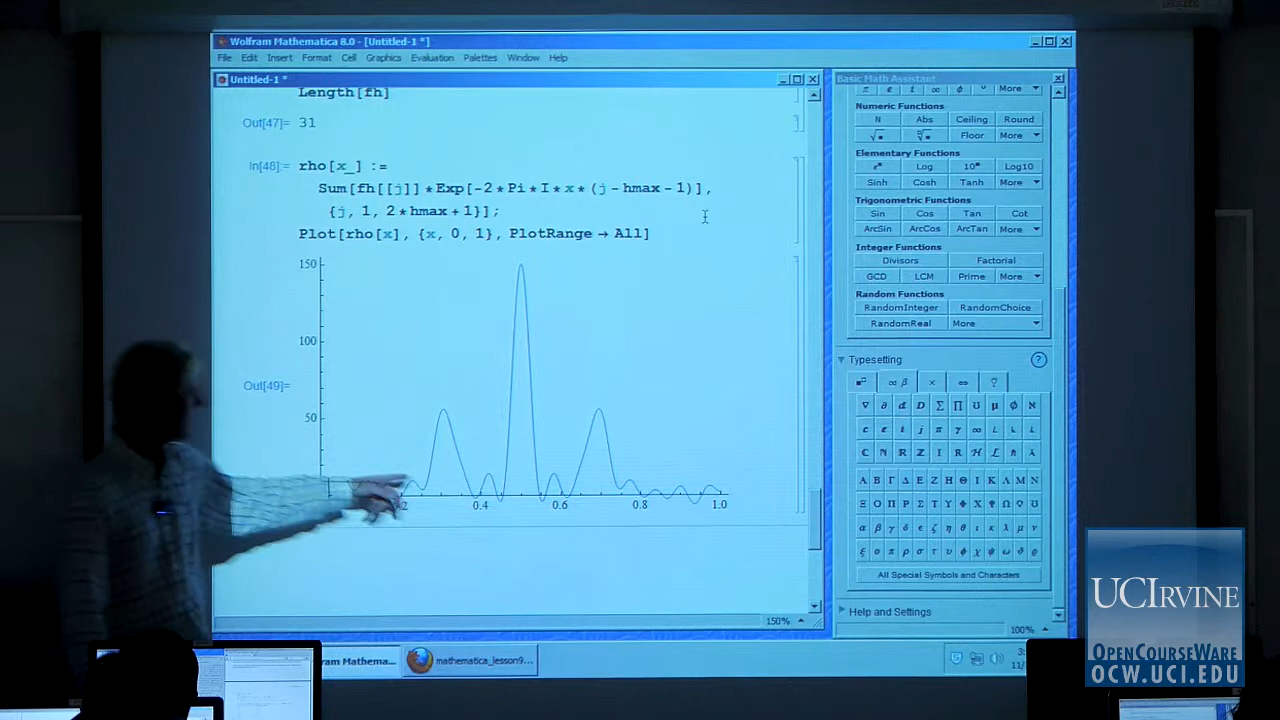 Wolfram Mathematica 8.0 - [Untitled-1 *]
File Edit Insert Format Cell Graphics Evaluation Palettes Window Help
Untitled-1 *
Length[fh]
Out[47]= 31
In[48]:= rho[x_] :=
Sum[fh[[j]] * Exp[-2 * Pi * I * x * (j - hmax - 1)],
{j, 1, 2 * hmax + 1}];
Plot[rho[x], {x, 0, 1}, PlotRange → All]
150
100
Out[49]=
50
0.4 0.6 0.8 1.0
150%
Basic Math Assistant
π e i ∞ ° More
Numeric Functions
N Abs Ceiling Round
Floor More
Elementary Functions
Log Log10
Sinh Cosh Tanh More
Trigonometric Functions
Sin Cos Tan Cot
ArcSin ArcCos ArcTan More
Integer Functions
Divisors Factorial
GCD LCM Prime More
Random Functions
RandomInteger RandomChoice
RandomReal More
Typesetting
?
∞ β ×
α β γ δ ε ζ η θ ι κ λ μ ν
All Special Symbols and Characters
Help and Settings
100%
mathematica_lesson9...
UCIRVINE
OPENCOURSEWARE
OCW.UCI.EDU